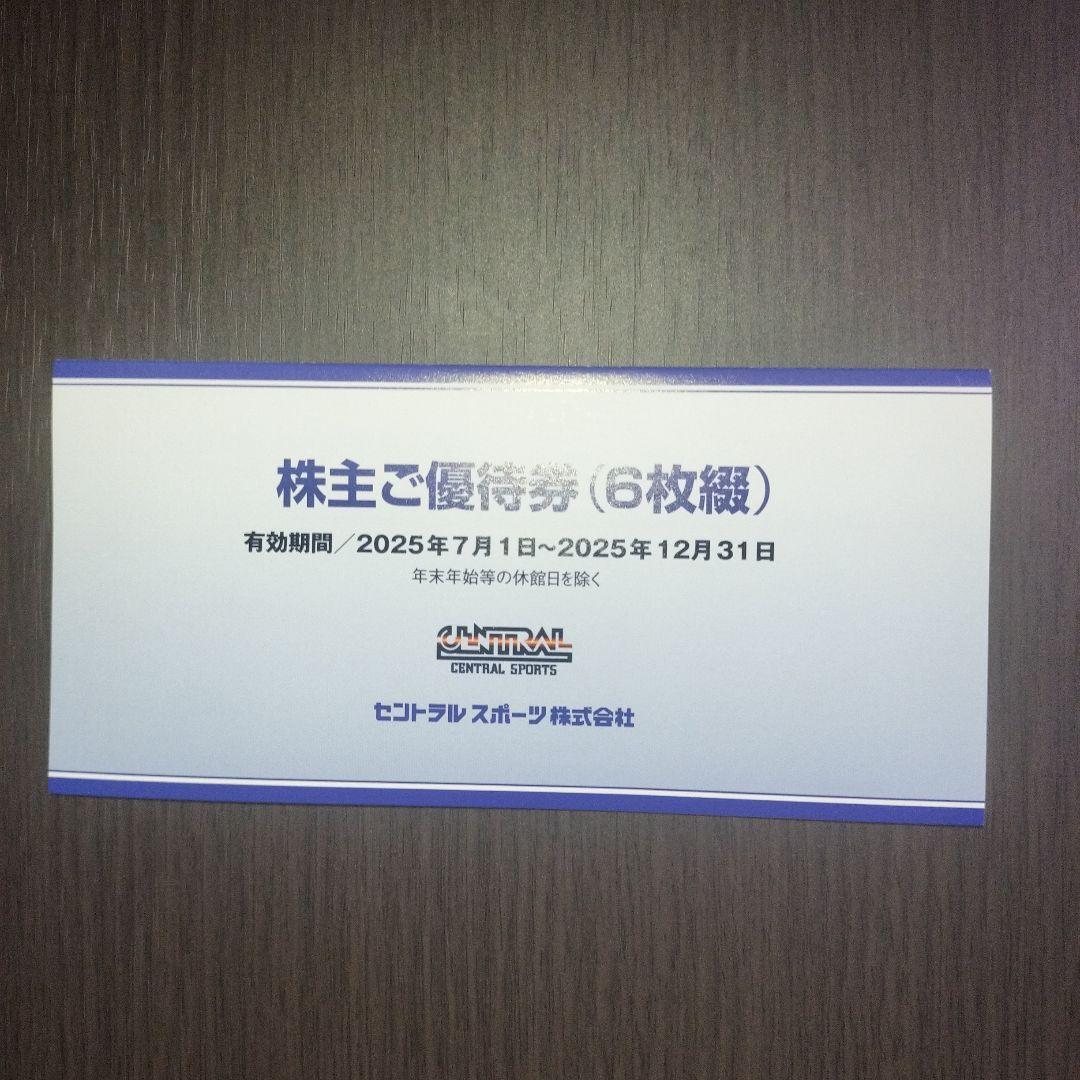 株主ご優待券(6枚綴)
有効期間／2025年7月1日～2025年12月31日
年末年始等の休館日を除く
CENTRAL
CENTRAL SPORTS
セントラルスポーツ株式会社